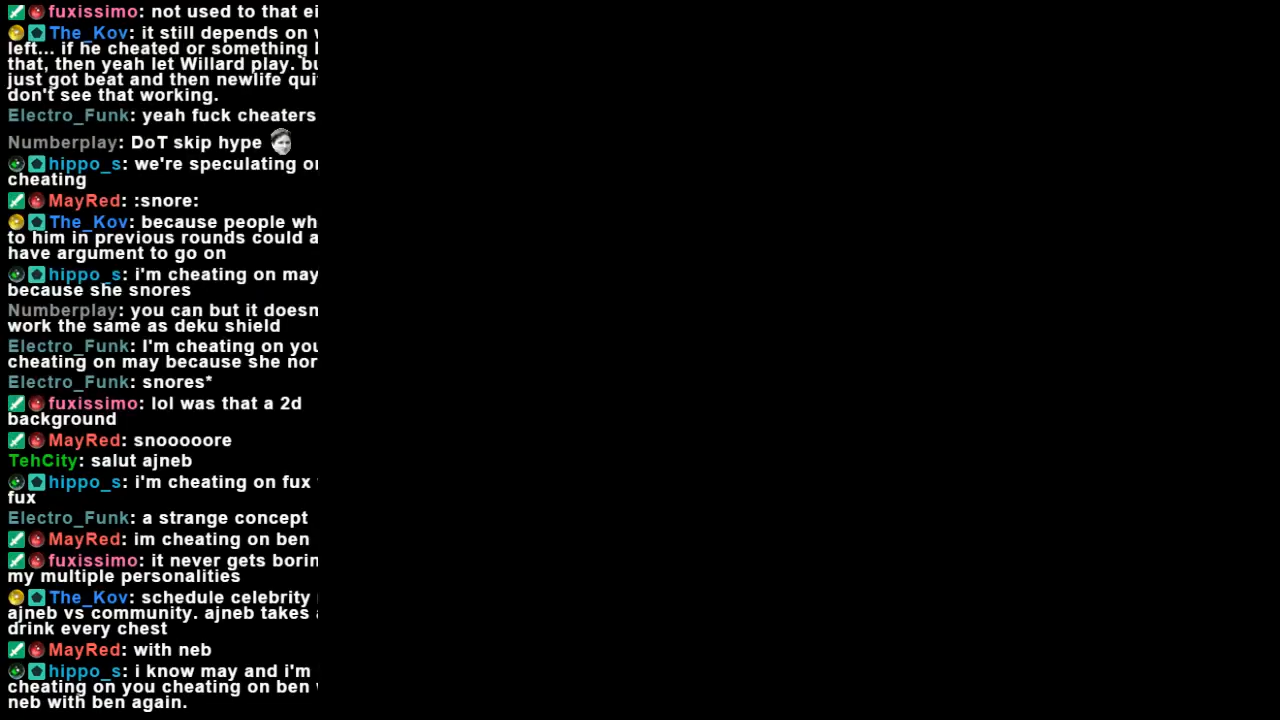 fuxissimo: not used to that ei
The_Kov: it still depends on
left... if he cheated or something
that, then yeah let Willard play. bu
just got beat and then newlife qui
don't see that working.
Electro_Funk: yeah fuck cheaters
Numberplay: DoT skip hype
hippo_s: we're speculating on
cheating
MayRed: :snore:
The_Kov: because people wh
to him in previous rounds could a
have argument to go on
hippo_s: i'm cheating on may
because she snores
Numberplay: you can but it doesn
work the same as deku shield
Electro_Funk: I'm cheating on you
cheating on may because she nor
Electro_Funk: snores*
fuxissimo: lol was that a 2d
background
MayRed: snooooore
TehCity: salut ajneb
hippo_s: i'm cheating on fux
fux
Electro_Funk: a strange concept
MayRed: im cheating on ben
fuxissimo: it never gets borin
my multiple personalities
The_Kov: schedule celebrity
ajneb vs community. ajneb takes a
drink every chest
MayRed: with neb
hippo_s: i know may and i'm
cheating on you cheating on ben
neb with ben again.